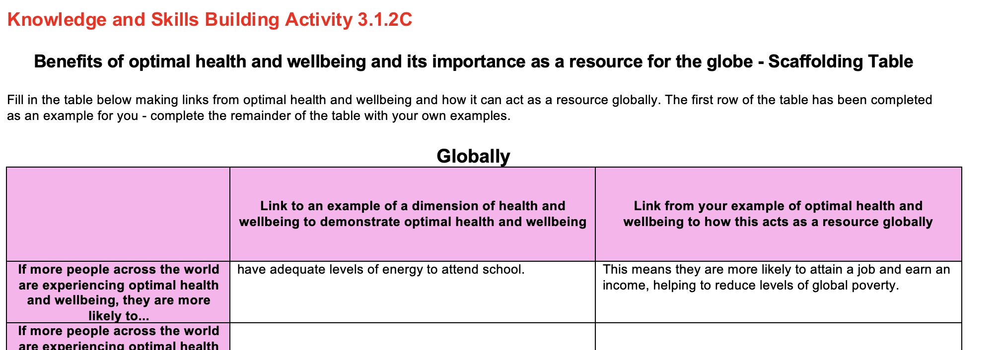 Knowledge and Skills Building Activity 3.1.2C
Benefits of optimal health and wellbeing and its importance as a resource for the globe - Scaffolding Table
Fill in the table below making links from optimal health and wellbeing and how it can act as a resource globally. The first row of the table has been completed
as an example for you - complete the remainder of the table with your own examples.
Globally
Link to an example of a dimension of health and
wellbeing to demonstrate optimal health and wellbeing
Link from your example of optimal health and
wellbeing to how this acts as a resource globally
If more people across the world
are experiencing optimal health
and wellbeing, they are more
likely to...
have adequate levels of energy to attend school.
This means they are more likely to attain a job and earn an
income, helping to reduce levels of global poverty.
If more people across the world
are experiencing optimal health